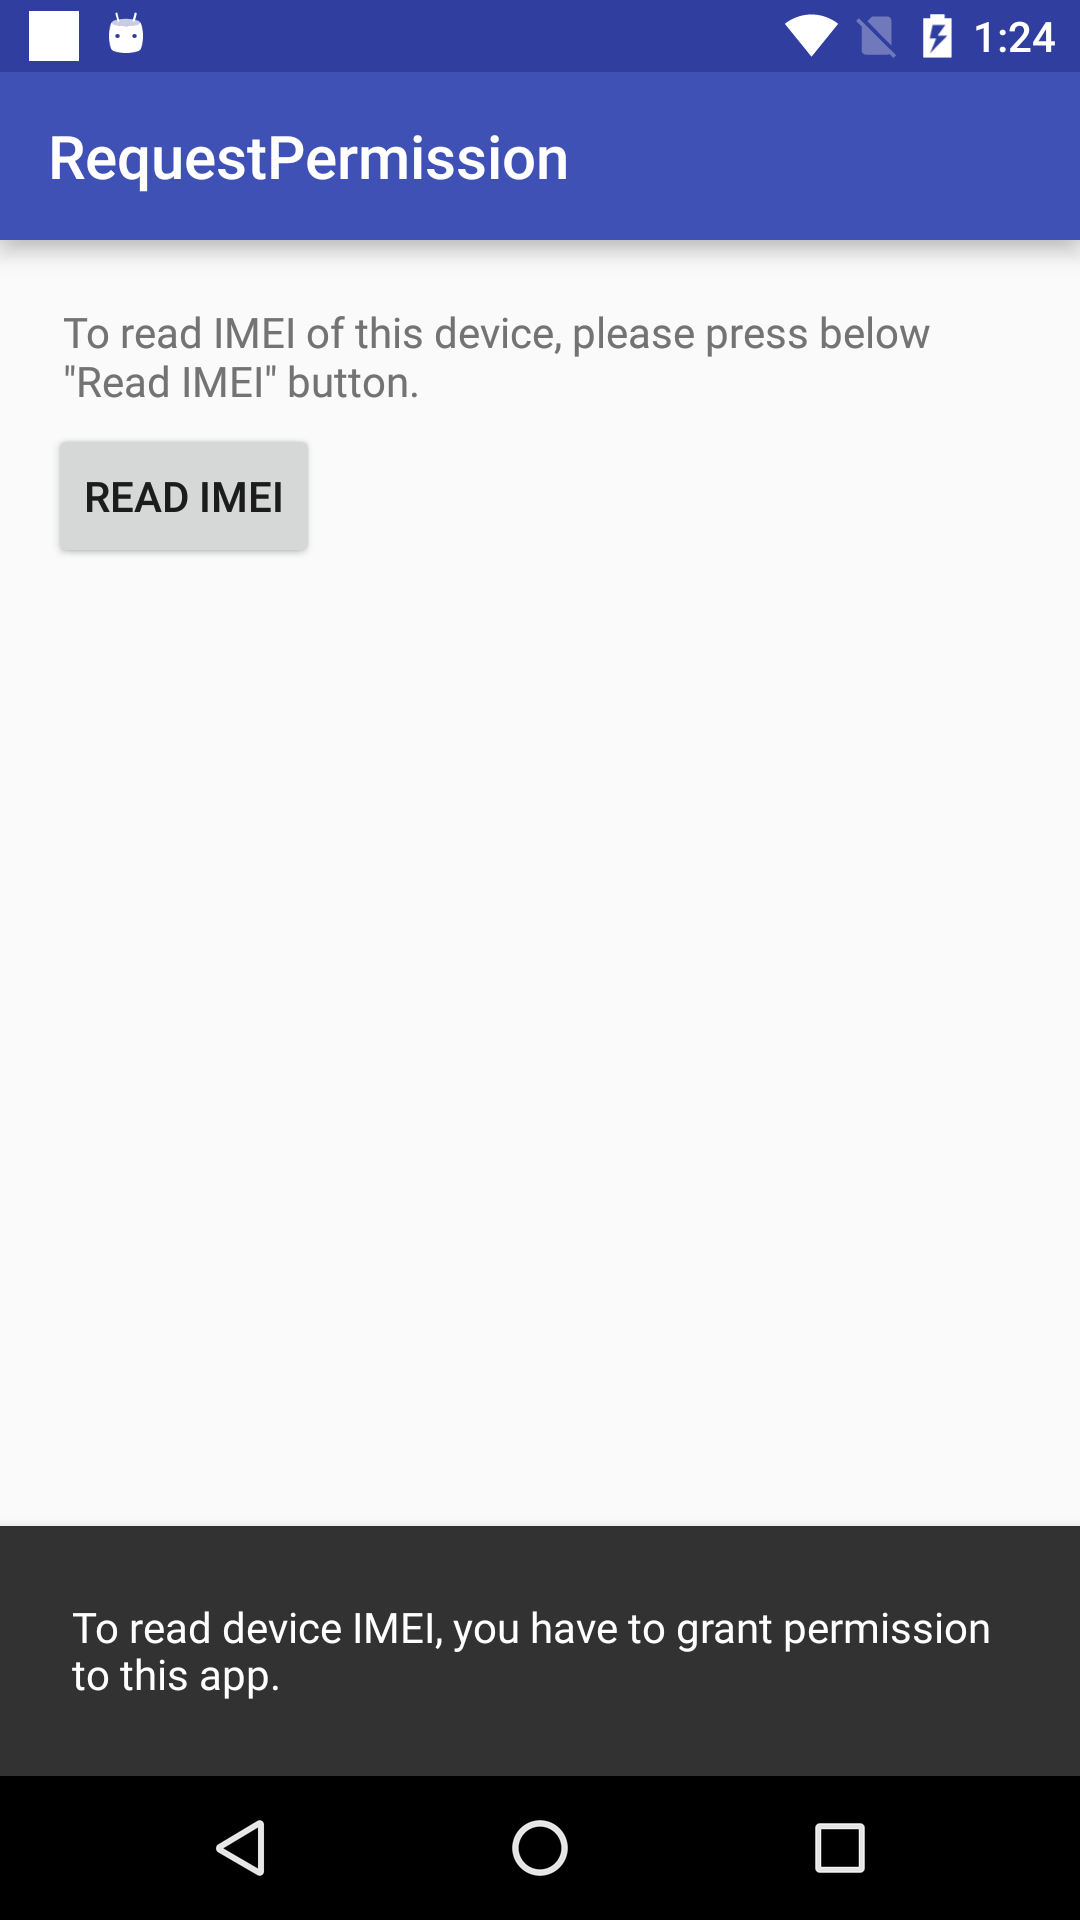 1:24
RequestPermission
To read IMEI of this device, please press below
"Read IMEI" button.
READ IMEI
To read device IMEI, you have to grant permission
to this app.